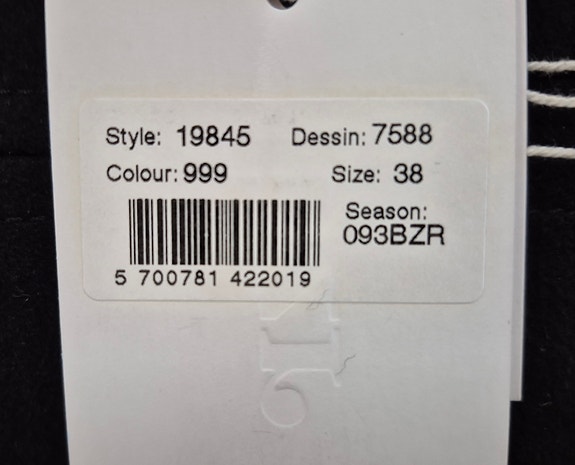 Style: 19845 Dessin: 7588
Colour: 999 Size: 38
Season:
093BZR
5 700781 422019